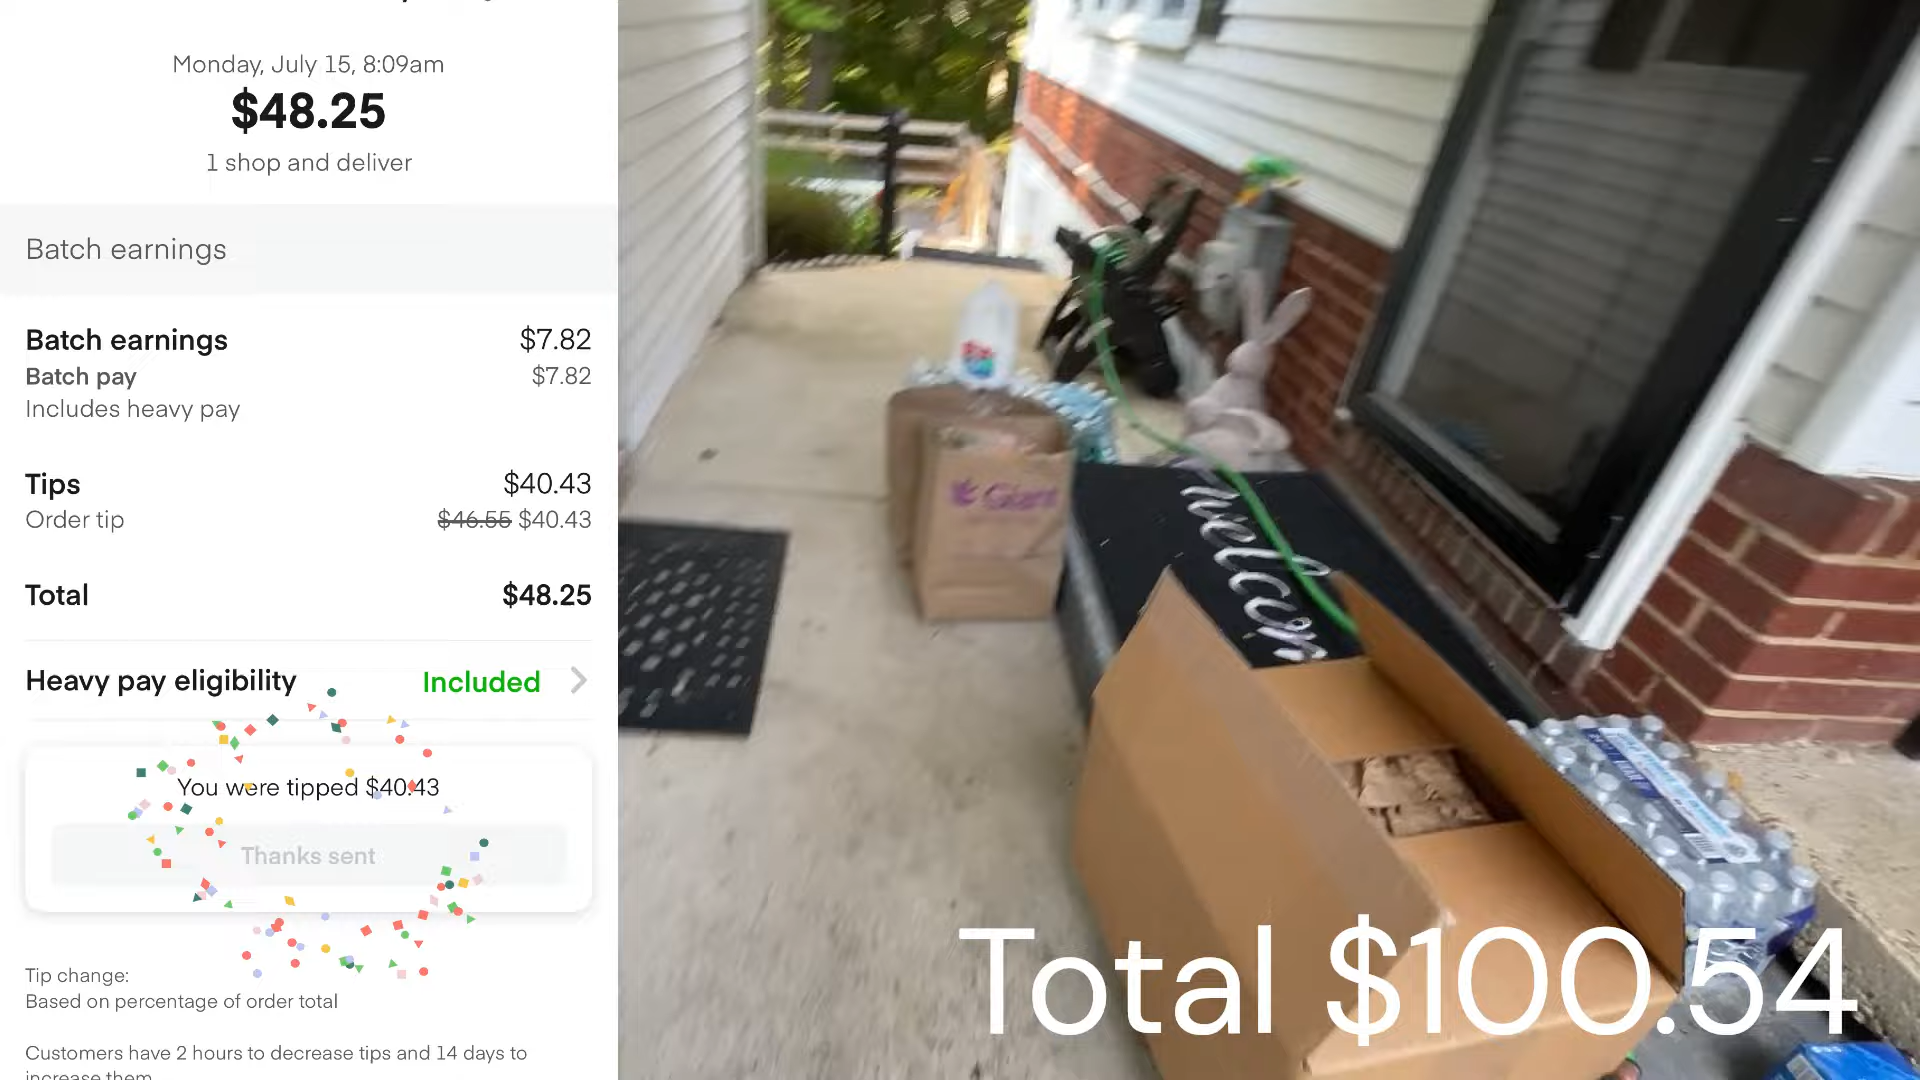 Monday, July 15, 8:09am
$48.25
1 shop and deliver
Batch earnings
Batch earnings $7.82
Batch pay $7.82
Includes heavy pay
Tips $40.43
Order tip $46.55 $40.43
Total $48.25
Heavy pay eligibility Included
You were tipped $40.43
Thanks sent
Tip change:
Based on percentage of order total
Customers have 2 hours to decrease tips and 14 days to
increase them
Giant
welcom
Total $100.54